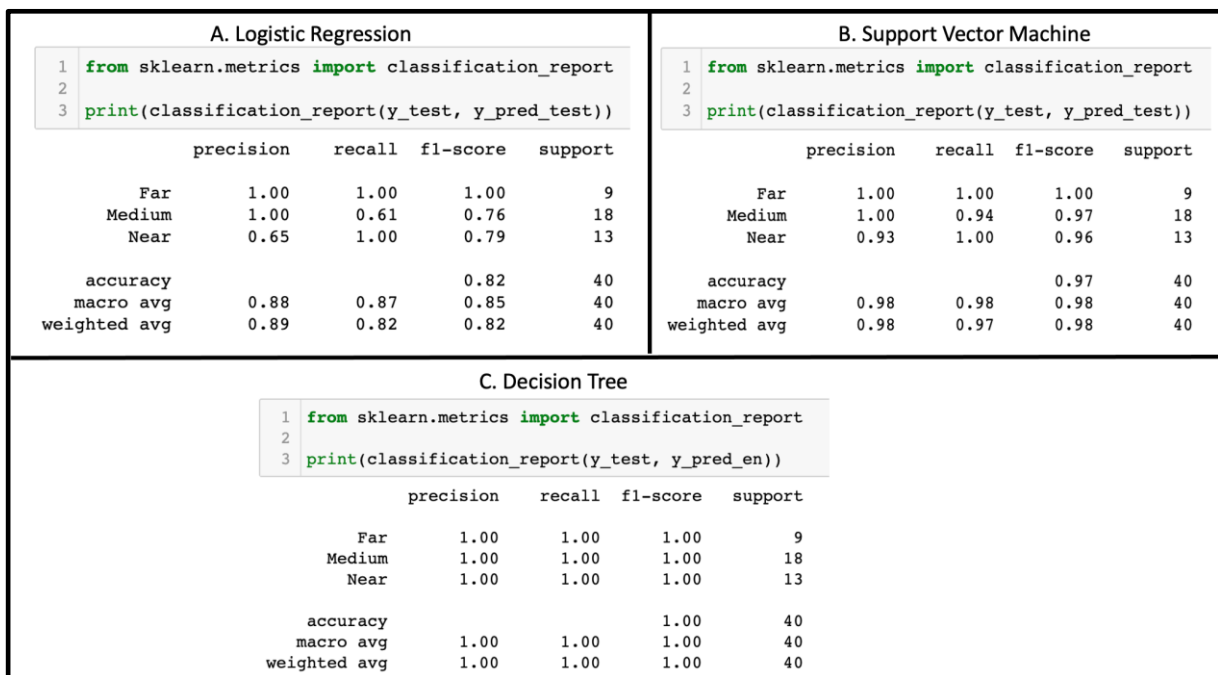 A. Logistic Regression
1 from sklearn.metrics import classification_report
2
3 print(classification_report(y_test, y_pred_test))
precision recall f1-score support
Far 1.00 1.00 1.00 9
Medium 1.00 0.61 0.76 18
Near 0.65 1.00 0.79 13
accuracy 0.82 40
macro avg 0.88 0.87 0.85 40
weighted avg 0.89 0.82 0.82 40
B. Support Vector Machine
1 from sklearn.metrics import classification_report
2
3 print(classification_report(y_test, y_pred_test))
precision recall f1-score support
Far 1.00 1.00 1.00 9
Medium 1.00 0.94 0.97 18
Near 0.93 1.00 0.96 13
accuracy 0.97 40
macro avg 0.98 0.98 0.98 40
weighted avg 0.98 0.97 0.98 40
C. Decision Tree
1 from sklearn.metrics import classification_report
2
3 print(classification_report(y_test, y_pred_en))
precision recall f1-score support
Far 1.00 1.00 1.00 9
Medium 1.00 1.00 1.00 18
Near 1.00 1.00 1.00 13
accuracy 1.00 40
macro avg 1.00 1.00 1.00 40
weighted avg 1.00 1.00 1.00 40